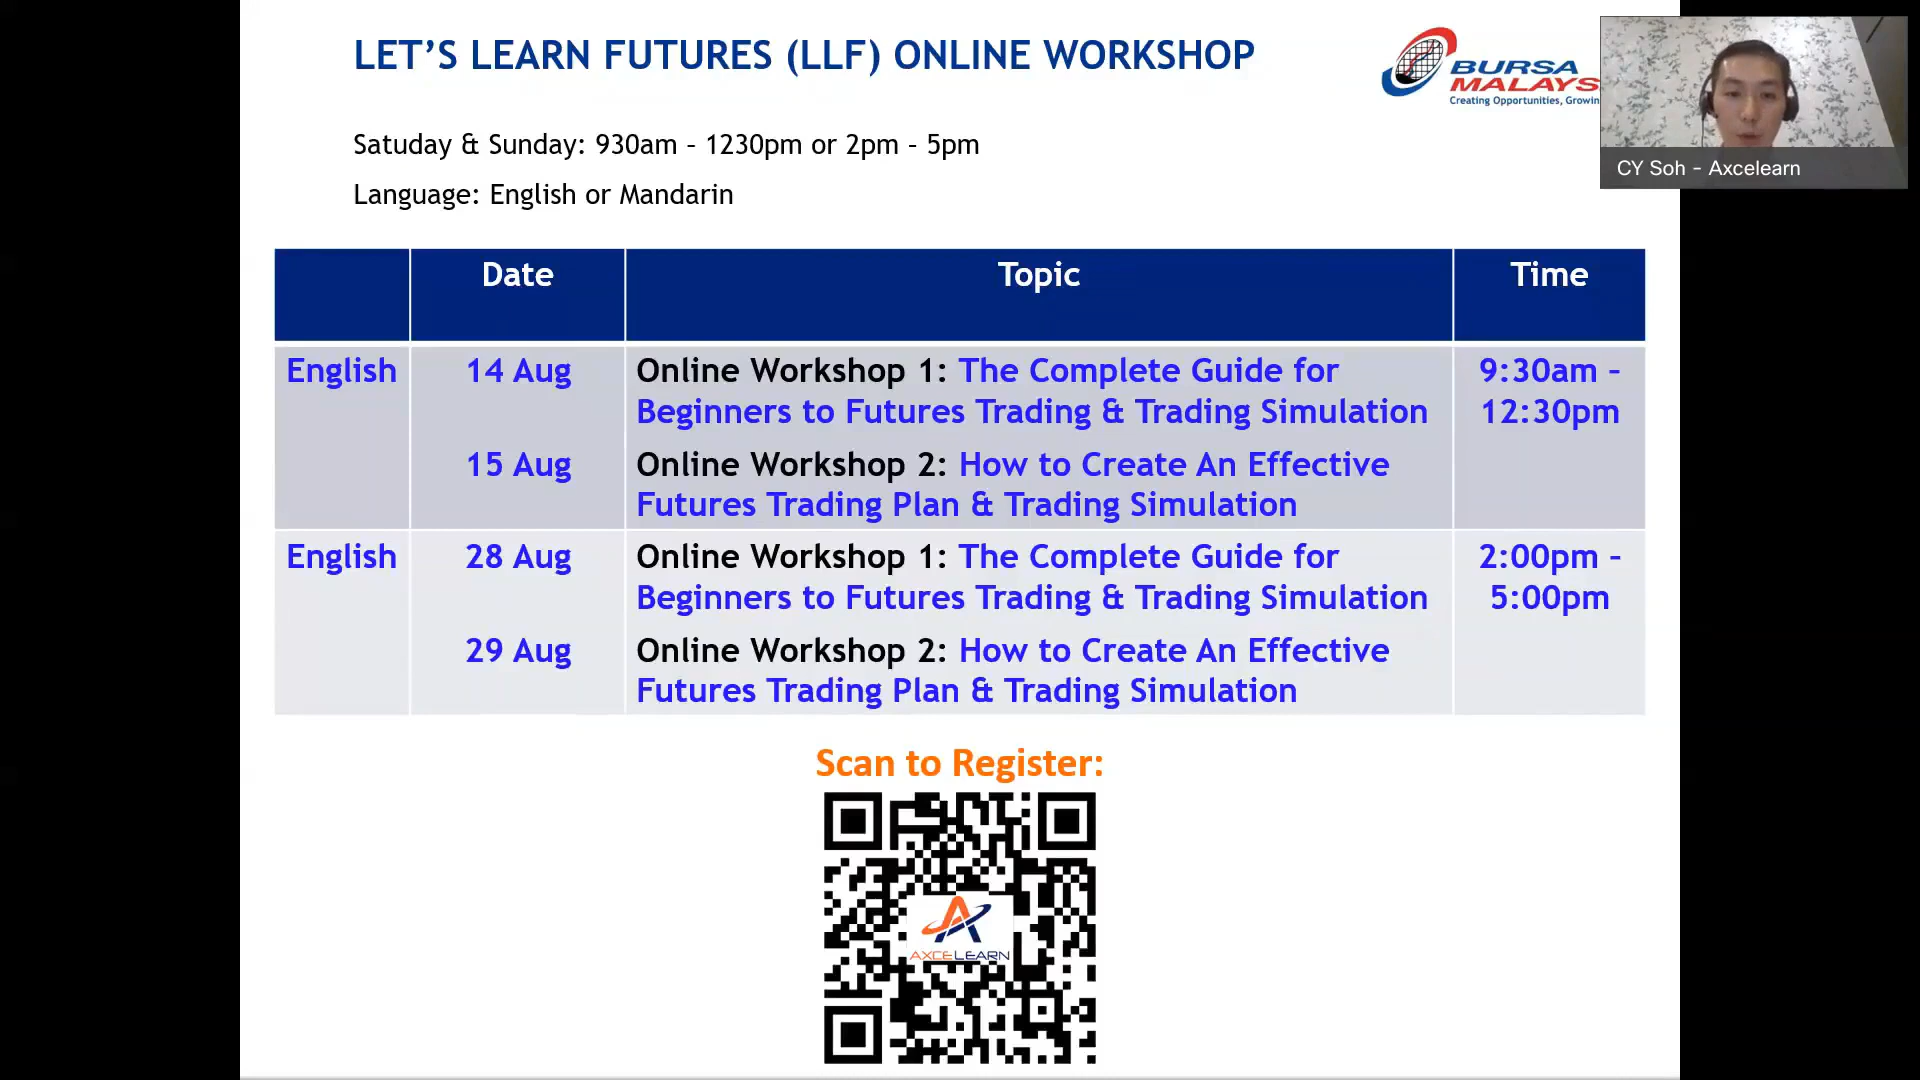 LET'S LEARN FUTURES (LLF) ONLINE WORKSHOP
BURSA
MALAYS
Creating Opportunities, Growin
CY Soh - Axcelearn
Satuday & Sunday: 930am - 1230pm or 2pm - 5pm
Language: English or Mandarin
Date
Topic
Time
English
14 Aug
Online Workshop 1: The Complete Guide for
Beginners to Futures Trading & Trading Simulation
9:30am -
12:30pm
15 Aug
Online Workshop 2: How to Create An Effective
Futures Trading Plan & Trading Simulation
English
28 Aug
Online Workshop 1: The Complete Guide for
Beginners to Futures Trading & Trading Simulation
2:00pm -
5:00pm
29 Aug
Online Workshop 2: How to Create An Effective
Futures Trading Plan & Trading Simulation
Scan to Register:
AXCELEARN